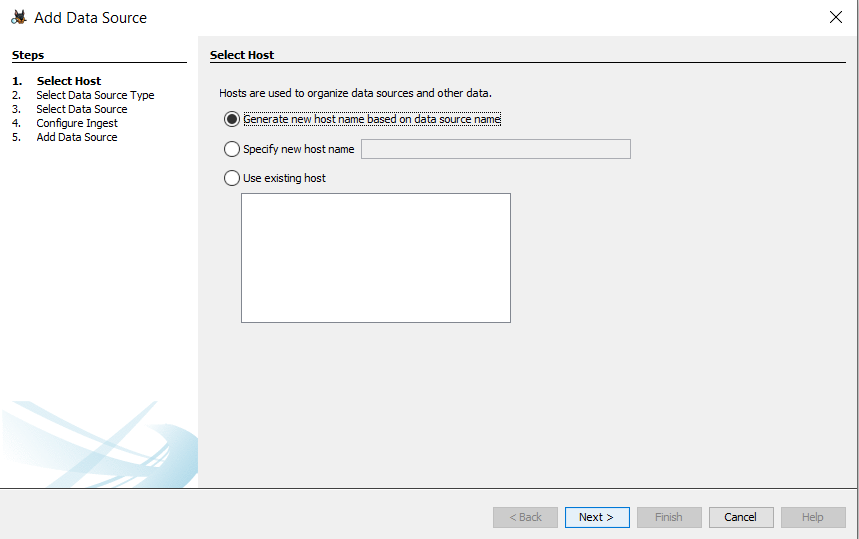 Add Data Source
Steps
1. Select Host
2. Select Data Source Type
3. Select Data Source
4. Configure Ingest
5. Add Data Source
Select Host
Hosts are used to organize data sources and other data.
Generate new host name based on data source name
Specify new host name
Use existing host
< Back Next > Finish Cancel Help